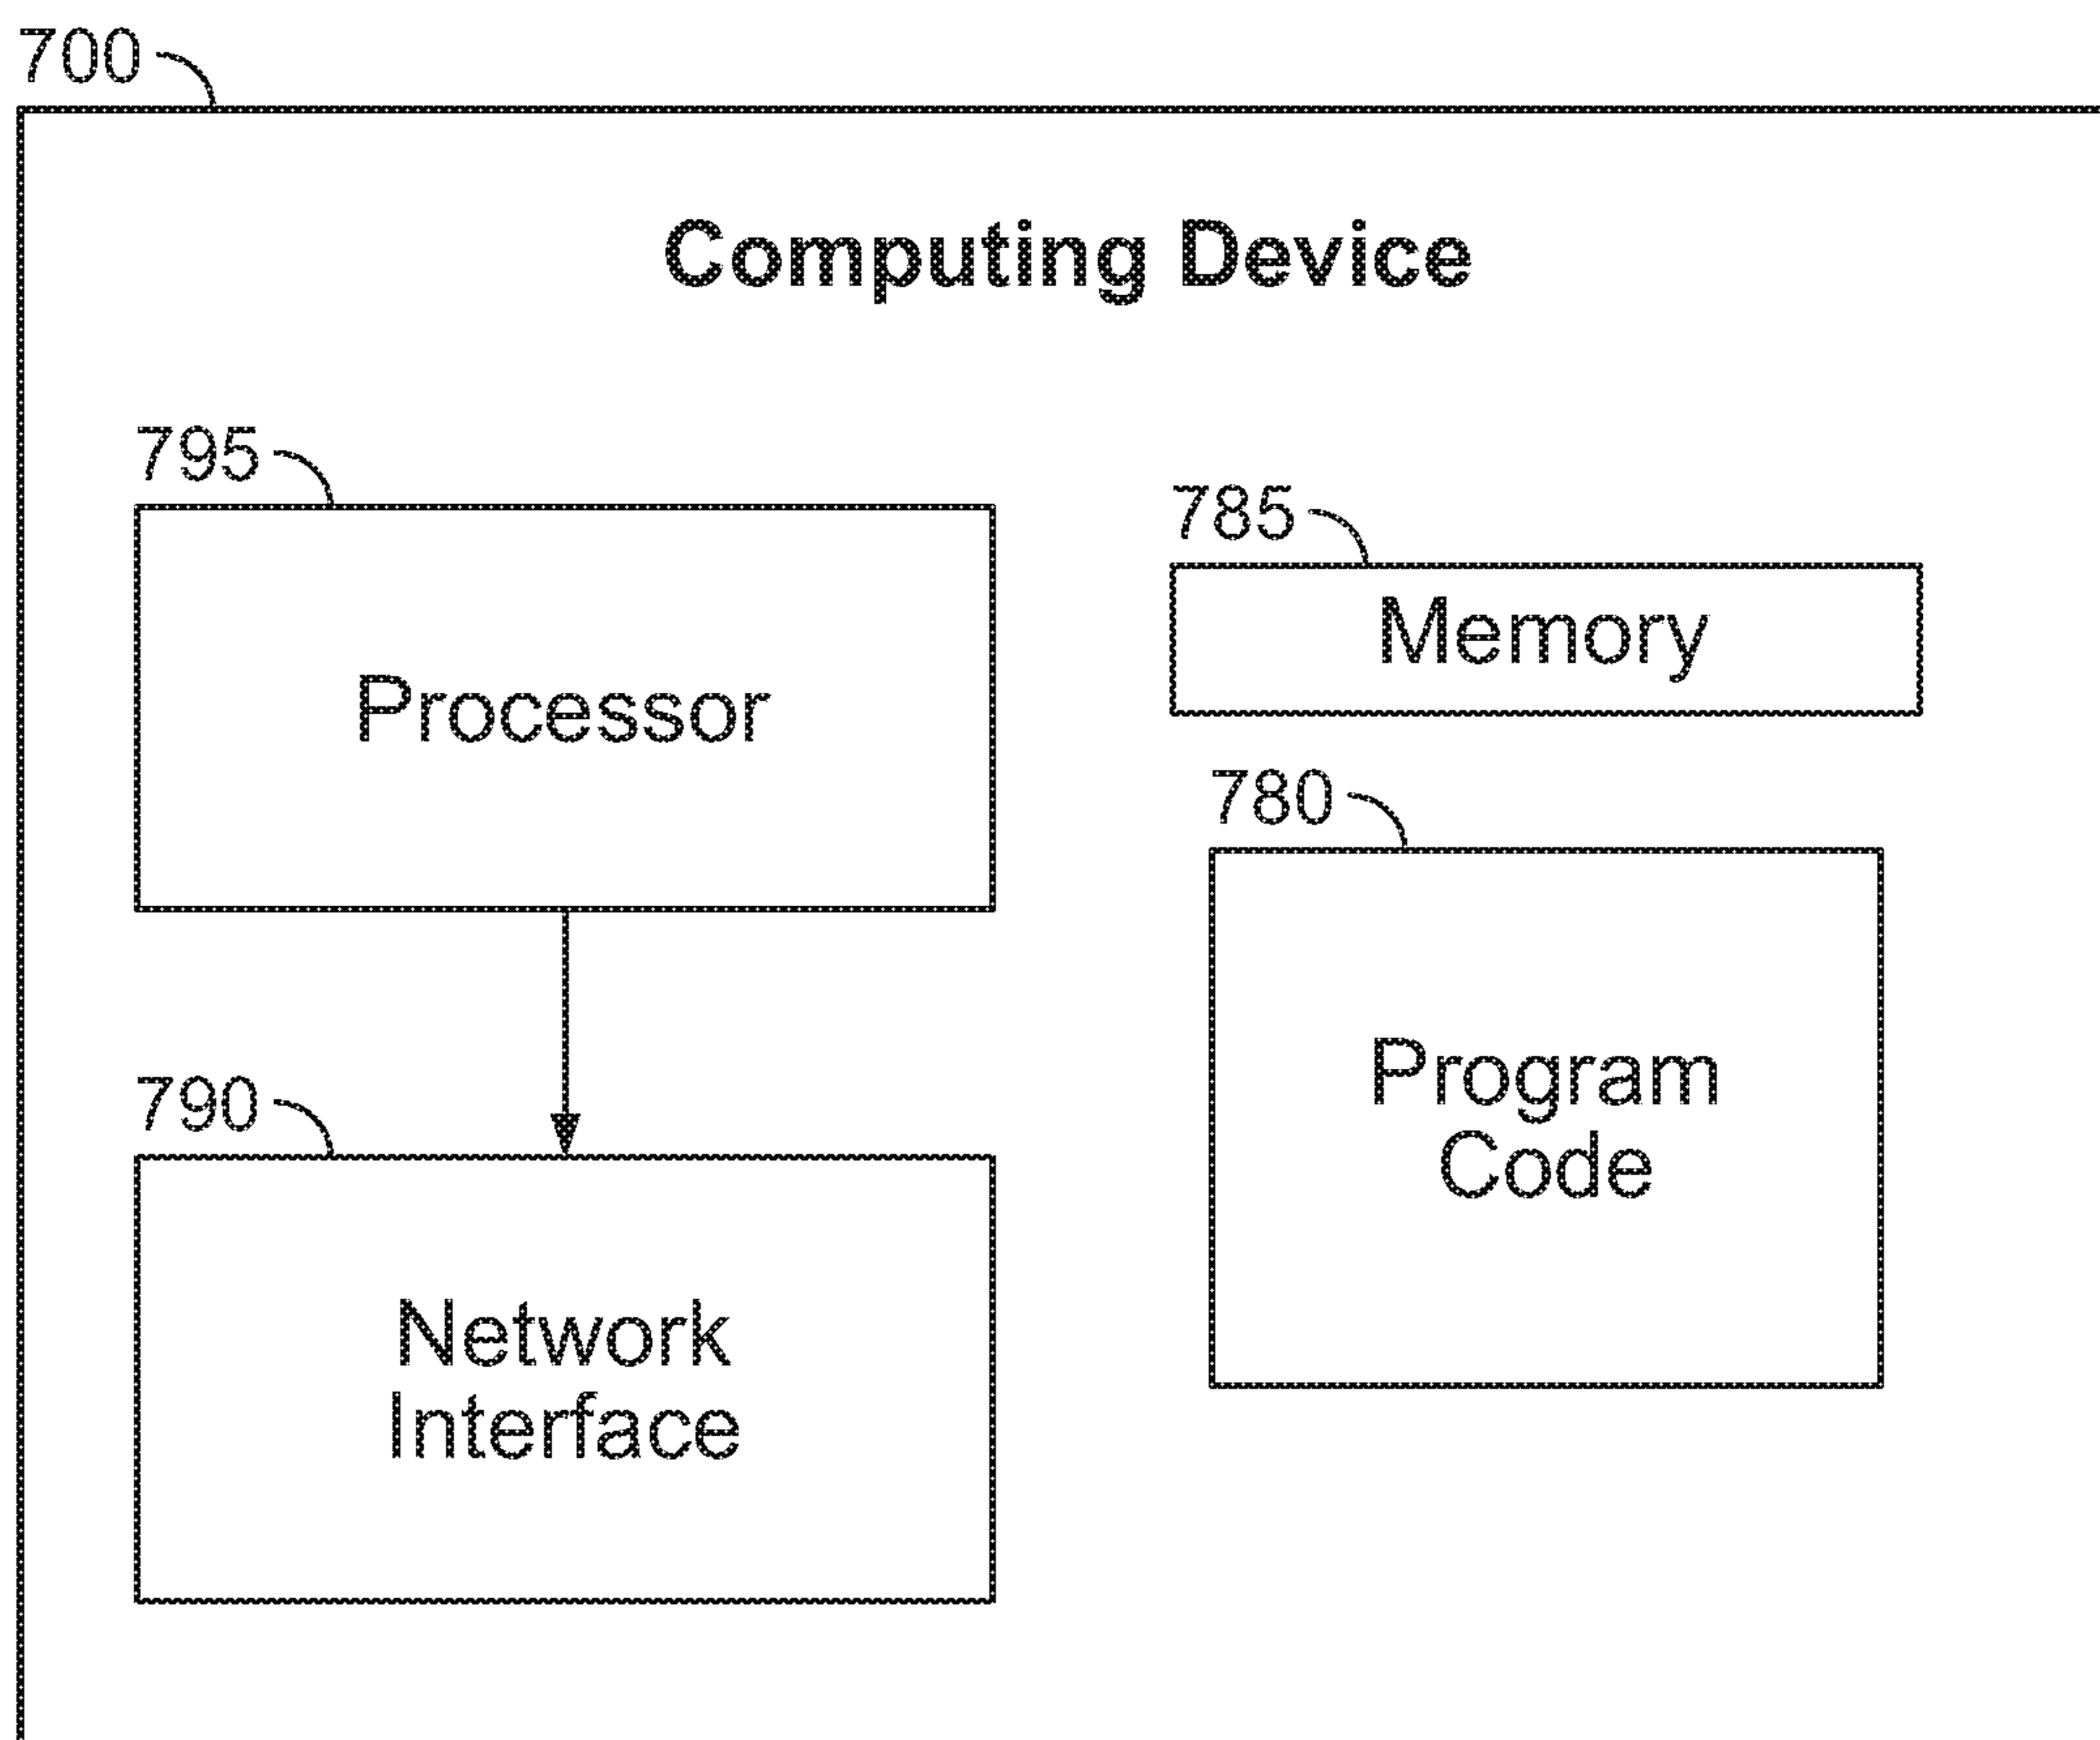 700
Computing Device
795
Processor
785
Memory
780
Program
Code
790
Network
Interface